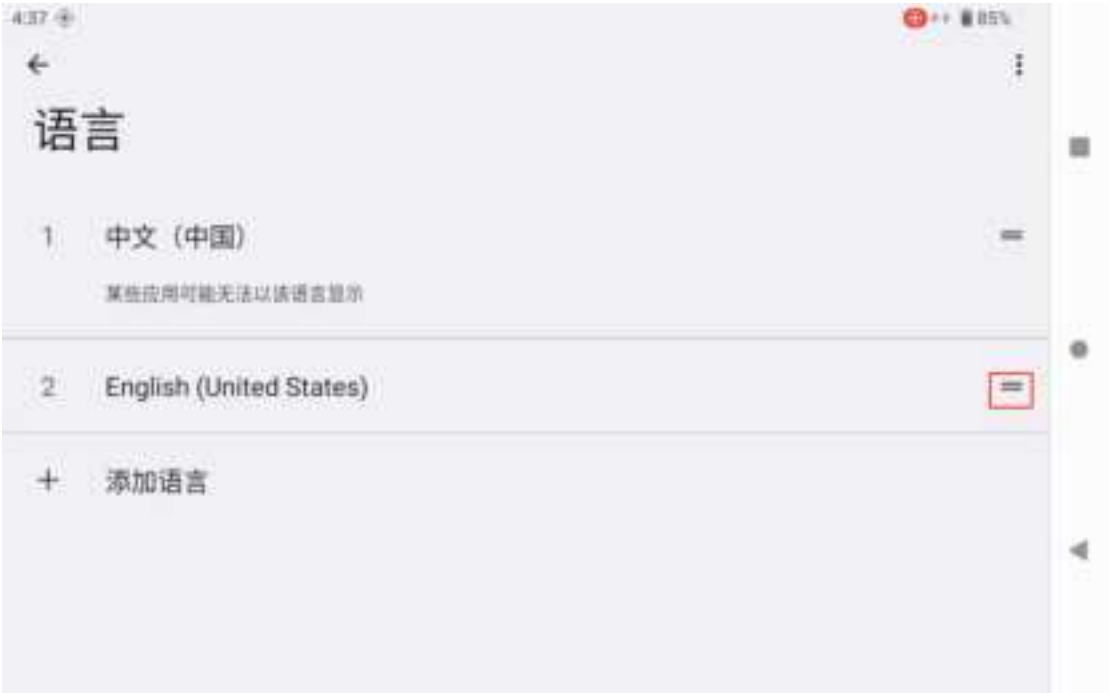 4:37
85%
语言
1 中文（中国）
某些应用可能无法以该语言显示
2 English (United States)
+ 添加语言